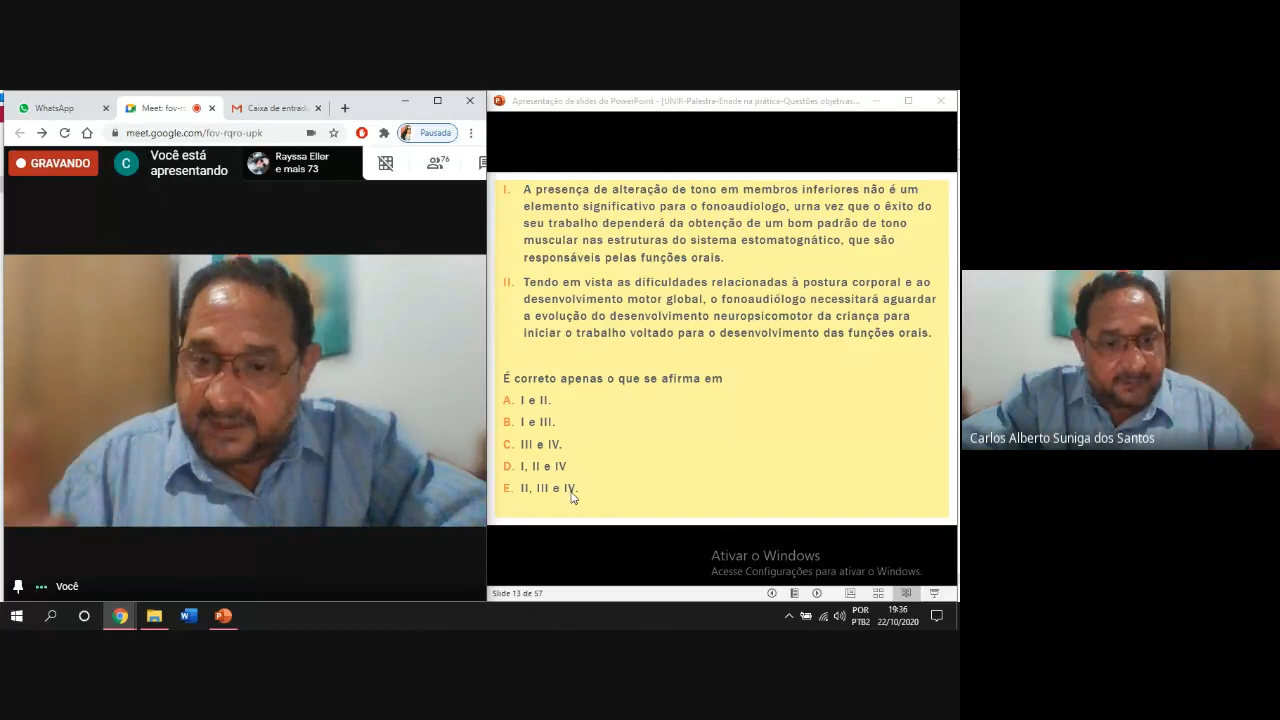 WhatsApp
Meet: fov-r
Caixa de entrad
meet.google.com/fov-rqro-upk
Pausada
GRAVANDO
C
Você está
apresentando
Rayssa Eller
e mais 73
76
Você
Apresentação de slides do PowerPoint - [UNIR-Palestra-Enade na prática-Questões objetivas...
I. A presença de alteração de tono em membros inferiores não é um
elemento significativo para o fonoaudiologo, urna vez que o êxito do
seu trabalho dependerá da obtenção de um bom padrão de tono
muscular nas estruturas do sistema estomatognático, que são
responsáveis pelas funções orais.
II. Tendo em vista as dificuldades relacionadas à postura corporal e ao
desenvolvimento motor global, o fonoaudiólogo necessitará aguardar
a evolução do desenvolvimento neuropsicomotor da criança para
iniciar o trabalho voltado para o desenvolvimento das funções orais.
É correto apenas o que se afirma em
A. I e II.
B. I e III.
C. III e IV.
D. I, II e IV
E. II, III e IV.
Ativar o Windows
Acesse Configurações para ativar o Windows.
Slide 13 de 57
POR
PTB2
19:36
22/10/2020
Carlos Alberto Suniga dos Santos